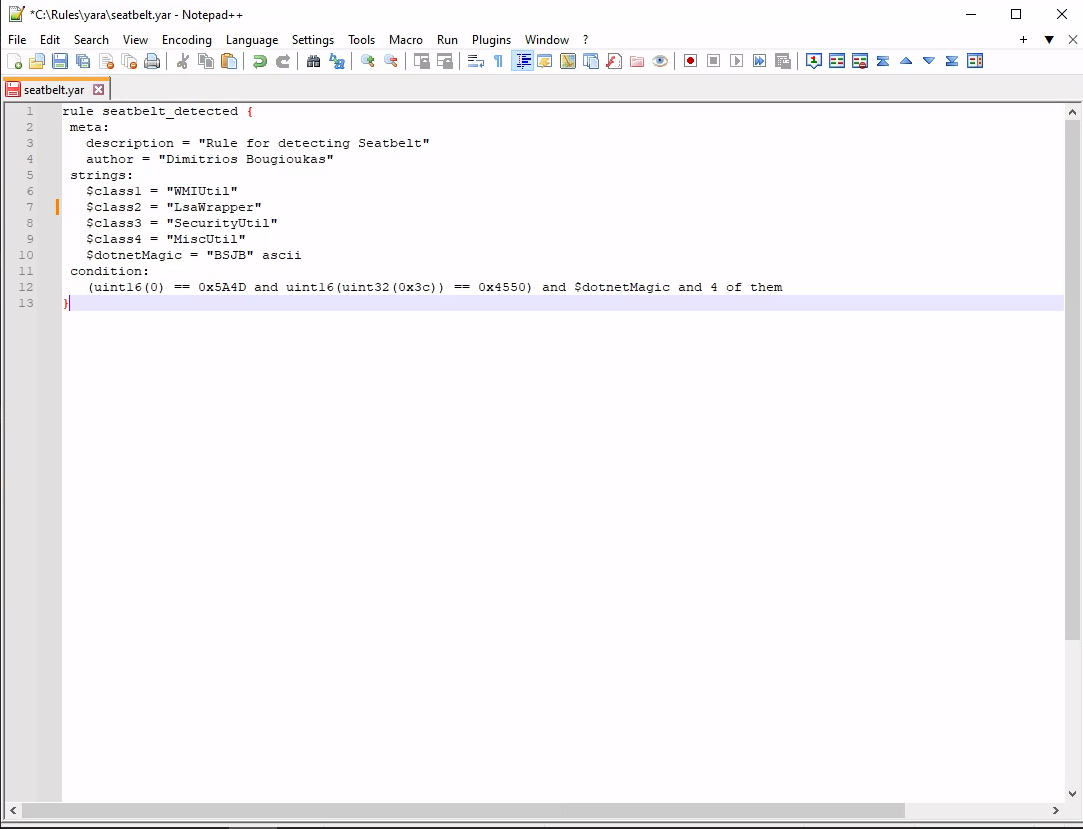 *C:\Rules\yara\seatbelt.yar - Notepad++
File Edit Search View Encoding Language Settings Tools Macro Run Plugins Window ?
seatbelt.yar
1 rule seatbelt_detected {
2 meta:
3 description = "Rule for detecting Seatbelt"
4 author = "Dimitrios Bougioukas"
5 strings:
6 $class1 = "WMIUtil"
7 $class2 = "LsaWrapper"
8 $class3 = "SecurityUtil"
9 $class4 = "MiscUtil"
10 $dotnetMagic = "BSJB" ascii
11 condition:
12 (uint16(0) == 0x5A4D and uint16(uint32(0x3c)) == 0x4550) and $dotnetMagic and 4 of them
13 }